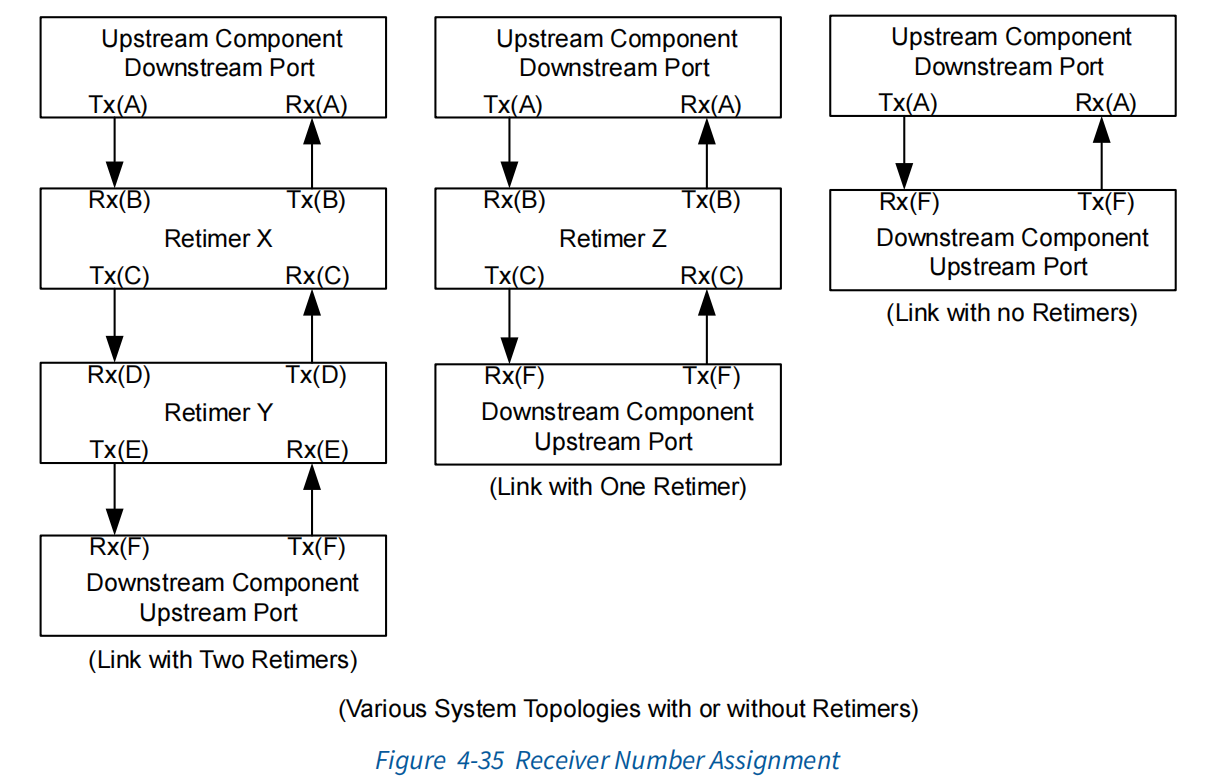 Upstream Component
Downstream Port
Tx(A) Rx(A)
Rx(B) Tx(B)
Retimer X
Tx(C) Rx(C)
Rx(D) Tx(D)
Retimer Y
Tx(E) Rx(E)
Rx(F) Tx(F)
Downstream Component
Upstream Port
(Link with Two Retimers)
Upstream Component
Downstream Port
Tx(A) Rx(A)
Rx(B) Tx(B)
Retimer Z
Tx(C) Rx(C)
Rx(F) Tx(F)
Downstream Component
Upstream Port
(Link with One Retimer)
Upstream Component
Downstream Port
Tx(A) Rx(A)
Rx(F) Tx(F)
Downstream Component
Upstream Port
(Link with no Retimers)
(Various System Topologies with or without Retimers)
Figure 4-35 Receiver Number Assignment